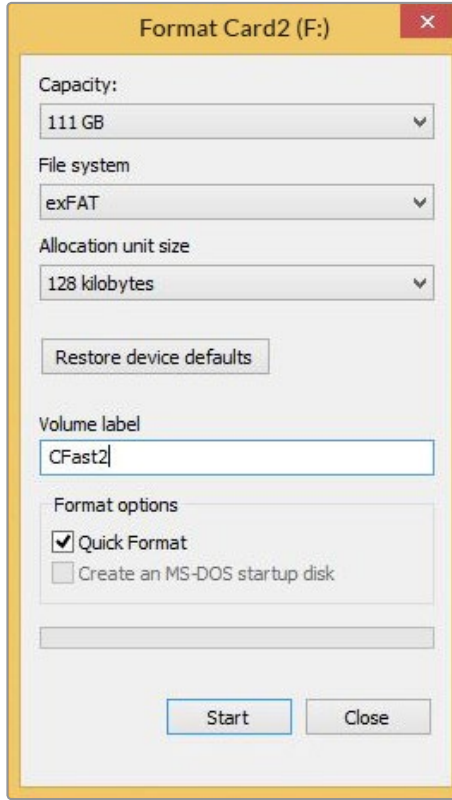 Format Card2 (F:)
Capacity:
111 GB
File system
exFAT
Allocation unit size
128 kilobytes
Restore device defaults
Volume label
CFast2
Format options
Quick Format
Create an MS-DOS startup disk
Start Close